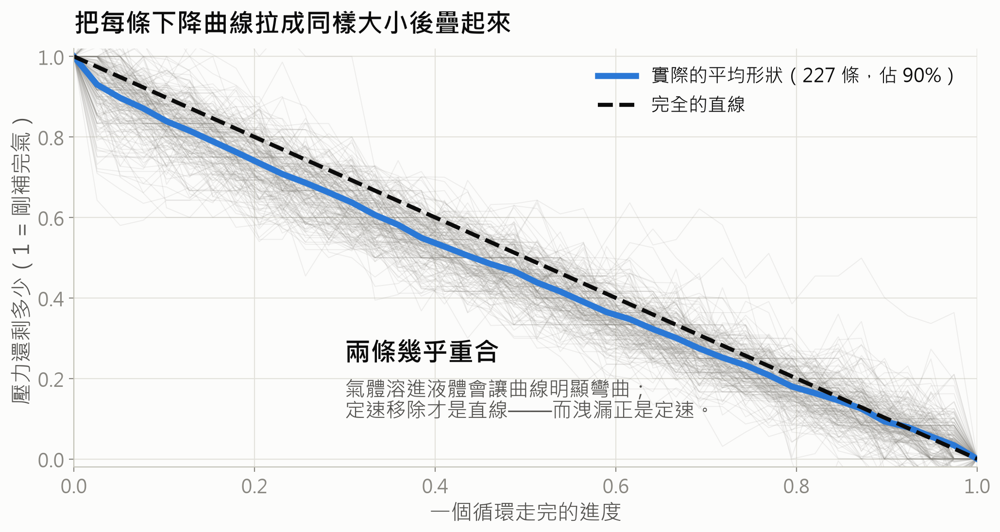 把每條下降曲線拉成同樣大小後疊起來
壓力還剩多少（1 = 剛補完氣）
1.0
0.8
0.6
0.4
0.2
0.0
實際的平均形狀（227 條，佔 90%）
完全的直線
兩條幾乎重合
氣體溶進液體會讓曲線明顯彎曲；
定速移除才是直線——而洩漏正是定速。
0.0
0.2
0.4
0.6
0.8
1.0
一個循環走完的進度